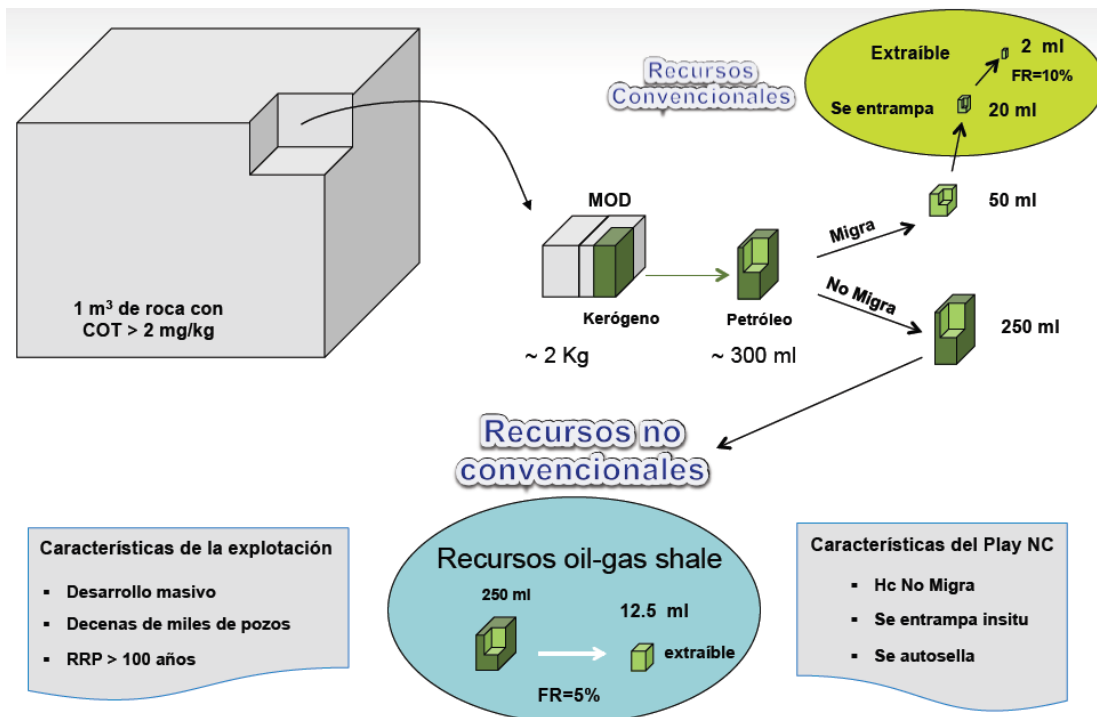 Recursos
Convencionales
Extraíble
2 ml
FR=10%
Se entrampa
20 ml
1 m³ de roca con
COT > 2 mg/kg
MOD
Kerógeno
~ 2 Kg
Petróleo
~ 300 ml
Migra
50 ml
No Migra
250 ml
Recursos no
convencionales
Características de la explotación
▪ Desarrollo masivo
▪ Decenas de miles de pozos
▪ RRP > 100 años
Recursos oil-gas shale
250 ml
12.5 ml
extraíble
FR=5%
Características del Play NC
▪ Hc No Migra
▪ Se entrampa insitu
▪ Se autosella